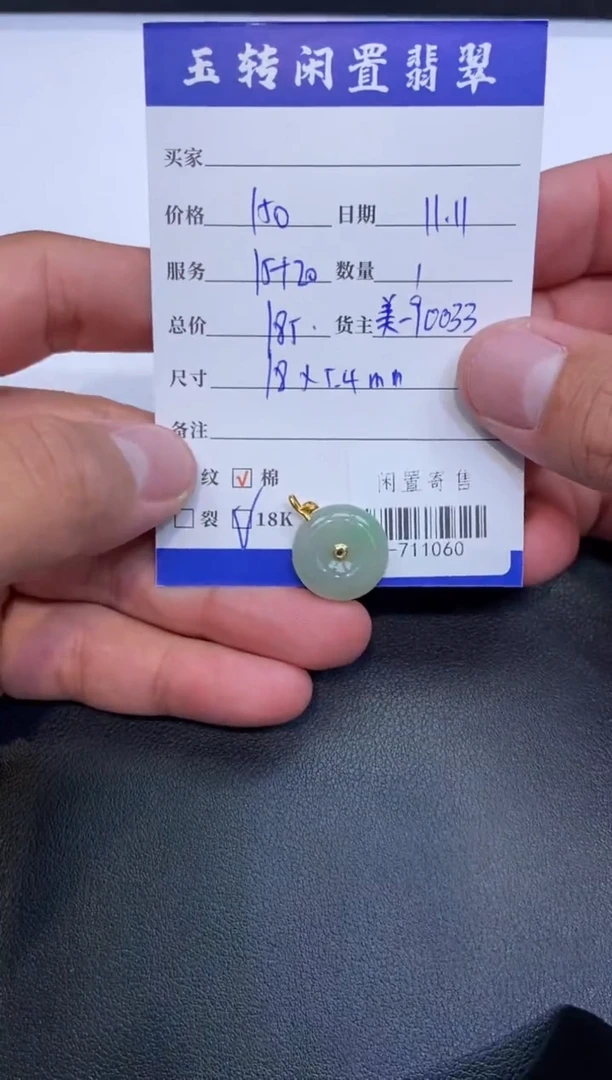 玉转闲置翡翠
买家
价格 150 日期 11.11
服务 15+20 数量 1
总价 185. 货主 美-90033
尺寸 18×5.4mm
备注
纹 ☑ 棉 闲置寄售
☐ 裂 ☑ 18K -711060